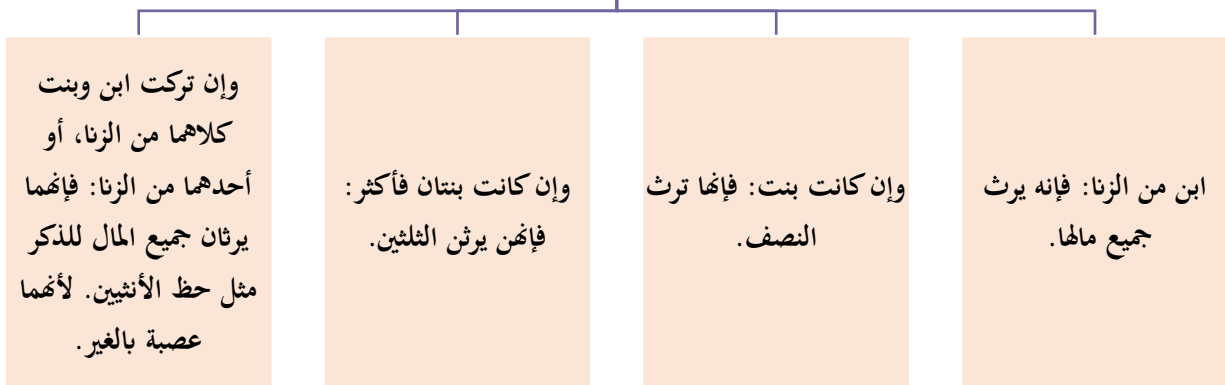 ابن من الزنا: فإنه يرث
جميع مالها.
وإن كانت بنت: فإنها ترث
النصف.
وإن كانت بنتان فأكثر:
فإنهن يرثن الثلثين.
وإن تركت ابن وبنت
كلاهما من الزنا، أو
أحدهما من الزنا: فإنهما
يرثان جميع المال للذكر
مثل حظ الأنثيين. لأنهما
عصبة بالغير.